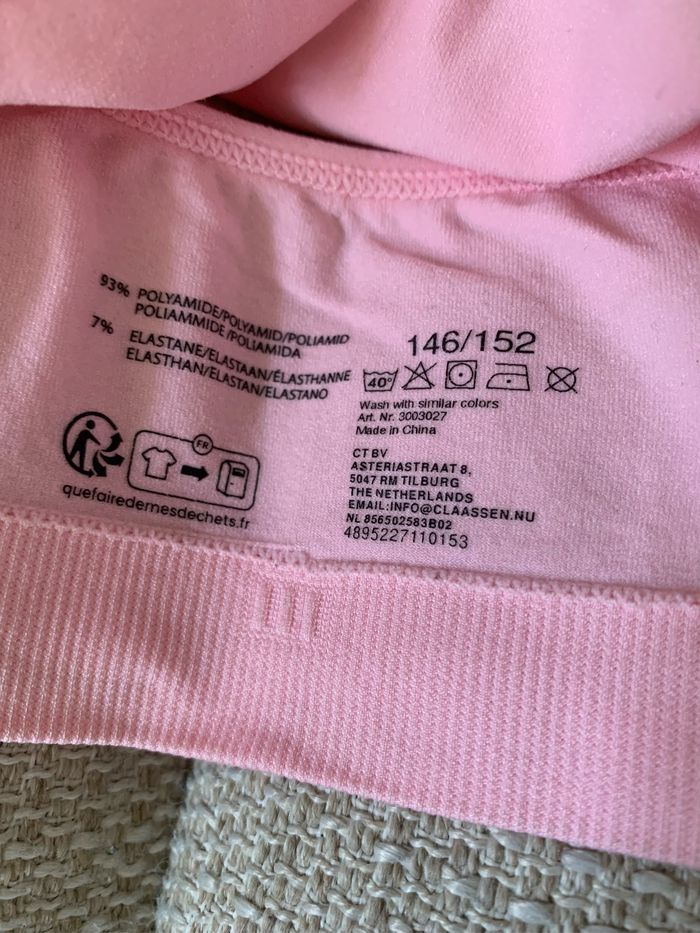 93% POLYAMIDE/POLYAMID/POLIAMID
POLIAMMIDE/POLIAMIDA
7% ELASTANE/ELASTAAN/ÉLASTHANNE
ELASTHAN/ELASTAN/ELASTANO
FR
quefairedemesdechets.fr
146/152
40°
Wash with similar colors
Art. Nr. 3003027
Made in China
CT BV
ASTERIASTRAAT 8,
5047 RM TILBURG
THE NETHERLANDS
EMAIL:INFO@CLAASSEN.NU
NL 856502583B02
4895227110153